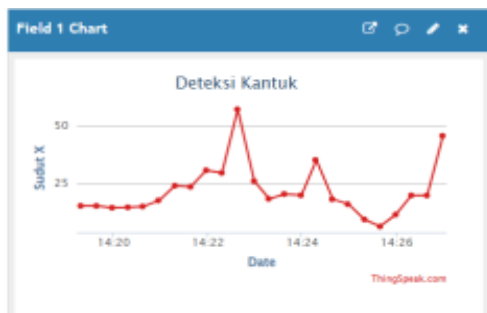 Field 1 Chart
Deteksi Kantuk
50
25
Sudut X
14:20 14:22 14:24 14:26
Date
ThingSpeak.com